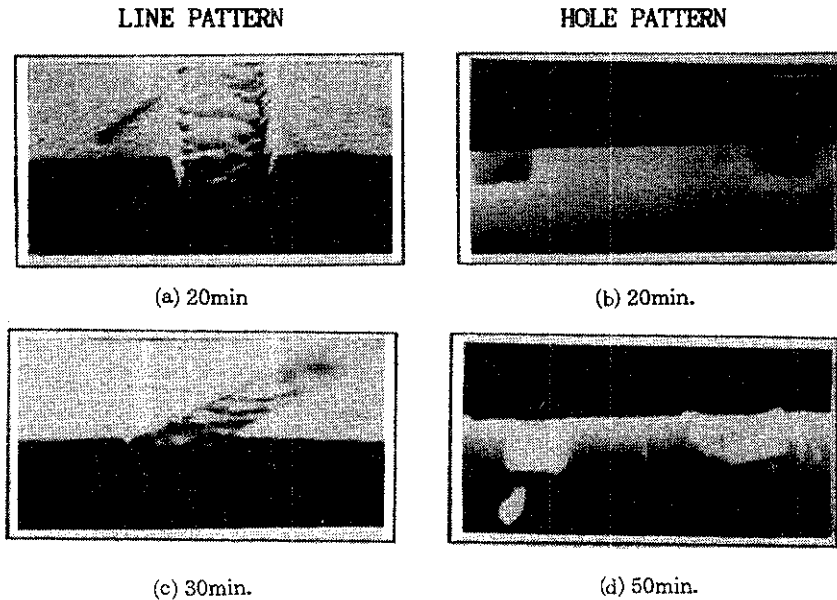 LINE PATTERN
HOLE PATTERN
(a) 20min
(b) 20min.
(c) 30min.
(d) 50min.